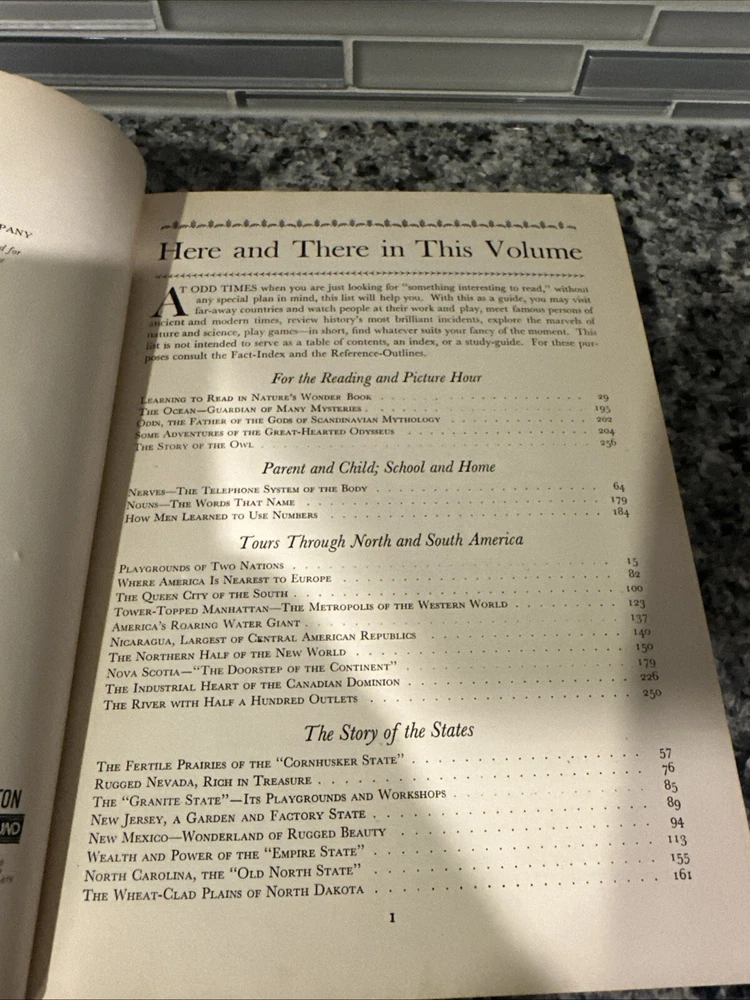 PANY
for
Here and There in This Volume
AT ODD TIMES when you are just looking for "something interesting to read," without
any special plan in mind, this list will help you. With this as a guide, you may visit
far-away countries and watch people at their work and play, meet famous persons of
ancient and modern times, review history's most brilliant incidents, explore the marvels of
nature and science, play games—in short, find whatever suits your fancy of the moment. This
list is not intended to serve as a table of contents, an index, or a study-guide. For these pur-
poses consult the Fact-Index and the Reference-Outlines.
For the Reading and Picture Hour
LEARNING TO READ IN NATURE'S WONDER BOOK . . . . . . . . . . . . 29
THE OCEAN—GUARDIAN OF MANY MYSTERIES . . . . . . . . . . . . 195
ODIN, THE FATHER OF THE GODS OF SCANDINAVIAN MYTHOLOGY . . . . . . . . 202
SOME ADVENTURES OF THE GREAT-HEARTED ODYSSEUS . . . . . . . . . . 204
THE STORY OF THE OWL . . . . . . . . . . . . . . . . 256
Parent and Child; School and Home
NERVES—THE TELEPHONE SYSTEM OF THE BODY . . . . . . . . . . . . 64
NOUNS—THE WORDS THAT NAME . . . . . . . . . . . . . . 179
HOW MEN LEARNED TO USE NUMBERS . . . . . . . . . . . . . . 184
Tours Through North and South America
PLAYGROUNDS OF TWO NATIONS . . . . . . . . . . . . . . . 15
WHERE AMERICA IS NEAREST TO EUROPE . . . . . . . . . . . . . 82
THE QUEEN CITY OF THE SOUTH . . . . . . . . . . . . . . . 100
TOWER-TOPPED MANHATTAN—THE METROPOLIS OF THE WESTERN WORLD . . . . . . 123
AMERICA'S ROARING WATER GIANT . . . . . . . . . . . . . . 137
NICARAGUA, LARGEST OF CENTRAL AMERICAN REPUBLICS . . . . . . . . . . 140
THE NORTHERN HALF OF THE NEW WORLD . . . . . . . . . . . . . 150
NOVA SCOTIA—"THE DOORSTEP OF THE CONTINENT" . . . . . . . . . . . 179
THE INDUSTRIAL HEART OF THE CANADIAN DOMINION . . . . . . . . . . . 226
THE RIVER WITH HALF A HUNDRED OUTLETS . . . . . . . . . . . . 250
The Story of the States
THE FERTILE PRAIRIES OF THE "CORNHUSKER STATE" . . . . . . . . . . . 57
RUGGED NEVADA, RICH IN TREASURE . . . . . . . . . . . . . . 76
THE "GRANITE STATE"—ITS PLAYGROUNDS AND WORKSHOPS . . . . . . . . . 85
NEW JERSEY, A GARDEN AND FACTORY STATE . . . . . . . . . . . . 89
NEW MEXICO—WONDERLAND OF RUGGED BEAUTY . . . . . . . . . . . . 94
WEALTH AND POWER OF THE "EMPIRE STATE" . . . . . . . . . . . . 113
NORTH CAROLINA, THE "OLD NORTH STATE" . . . . . . . . . . . . 155
THE WHEAT-CLAD PLAINS OF NORTH DAKOTA . . . . . . . . . . . . 161
1
TON